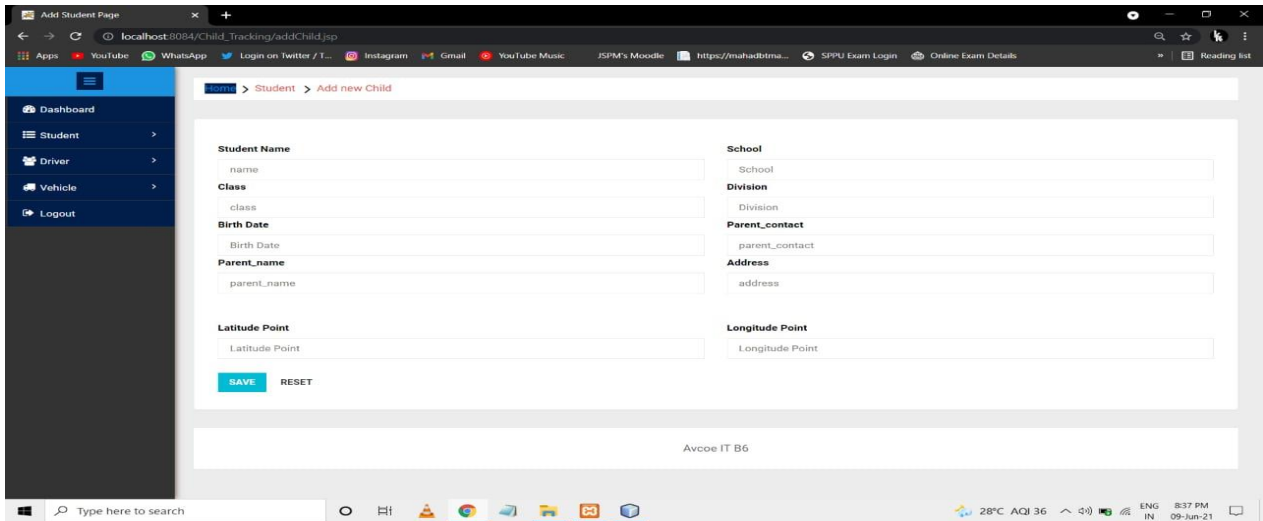 Add Student Page
localhost:8084/Child_Tracking/addChild.jsp
Apps YouTube WhatsApp Login on Twitter / T... Instagram Gmail YouTube Music JSPM's Moodle https://mahadbtma... SPPU Exam Login Online Exam Details » Reading list
Home > Student > Add new Child
Dashboard
Student >
Driver >
Vehicle >
Logout
Student Name School
name School
Class Division
class Division
Birth Date Parent_contact
Birth Date parent_contact
Parent_name Address
parent_name address
Latitude Point Longitude Point
Latitude Point Longitude Point
SAVE RESET
Avcoe IT B6
Type here to search 28°C AQI 36 ENG 8:37 PM
IN 09-Jun-21